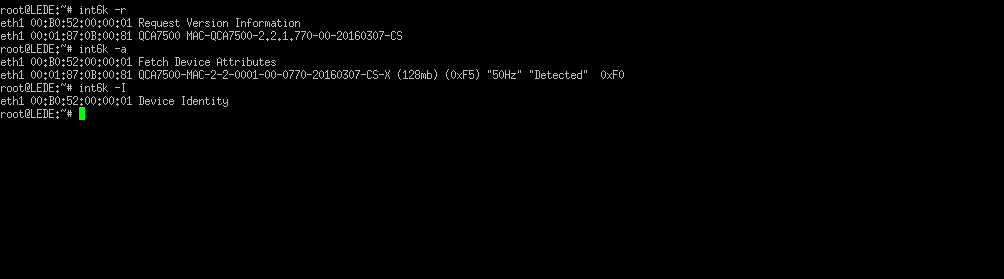 root@LEDE:~# int6k -r
eth1 00:B0:52:00:00:01 Request Version Information
eth1 00:01:87:0B:00:81 QCA7500 MAC-QCA7500-2.2.1.770-00-20160307-CS
root@LEDE:~# int6k -a
eth1 00:B0:52:00:00:01 Fetch Device Attributes
eth1 00:01:87:0B:00:81 QCA7500-MAC-2-2-0001-00-0770-20160307-CS-X (128mb) (0xF5) "50Hz" "Detected"  0xF0
root@LEDE:~# int6k -I
eth1 00:B0:52:00:00:01 Device Identity
root@LEDE:~#